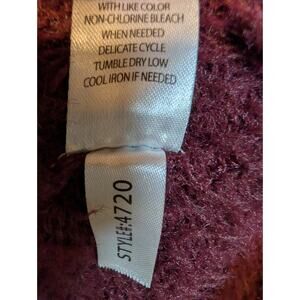 WITH LIKE COLOR
NON-CHLORINE BLEACH
WHEN NEEDED
DELICATE CYCLE
TUMBLE DRY LOW
COOL IRON IF NEEDED
STYLE#:4720